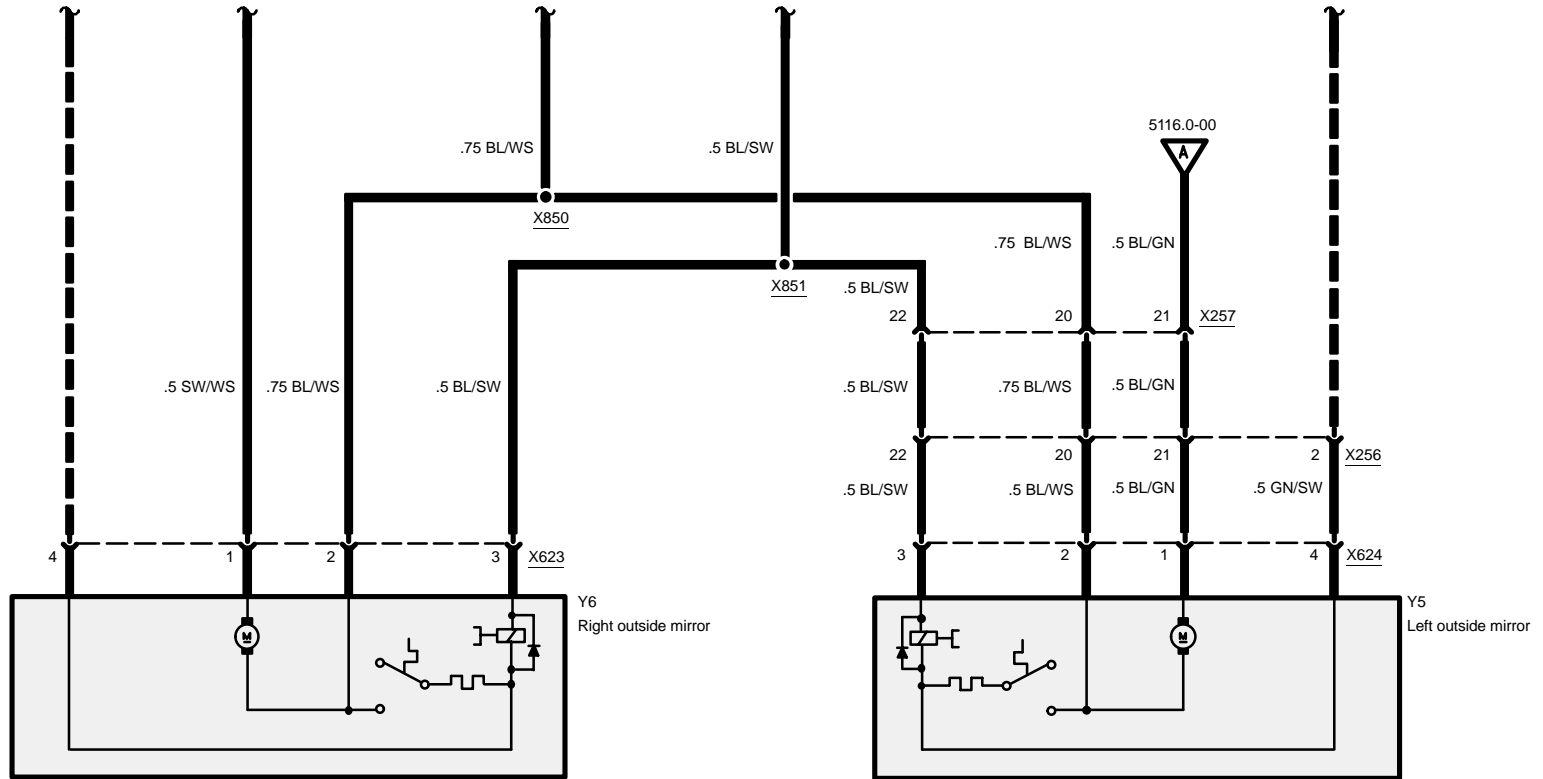 5116.0-00
A
.75 BL/WS
.5 BL/SW
X850
.75 BL/WS
.5 BL/GN
X851
.5 BL/SW
22
20
21
X257
.5 SW/WS
.75 BL/WS
.5 BL/SW
.5 BL/SW
.75 BL/WS
.5 BL/GN
22
20
21
2
X256
.5 BL/SW
.5 BL/WS
.5 BL/GN
.5 GN/SW
4
1
2
3
X623
3
2
1
4
X624
Y6
Right outside mirror
Y5
Left outside mirror
M
M